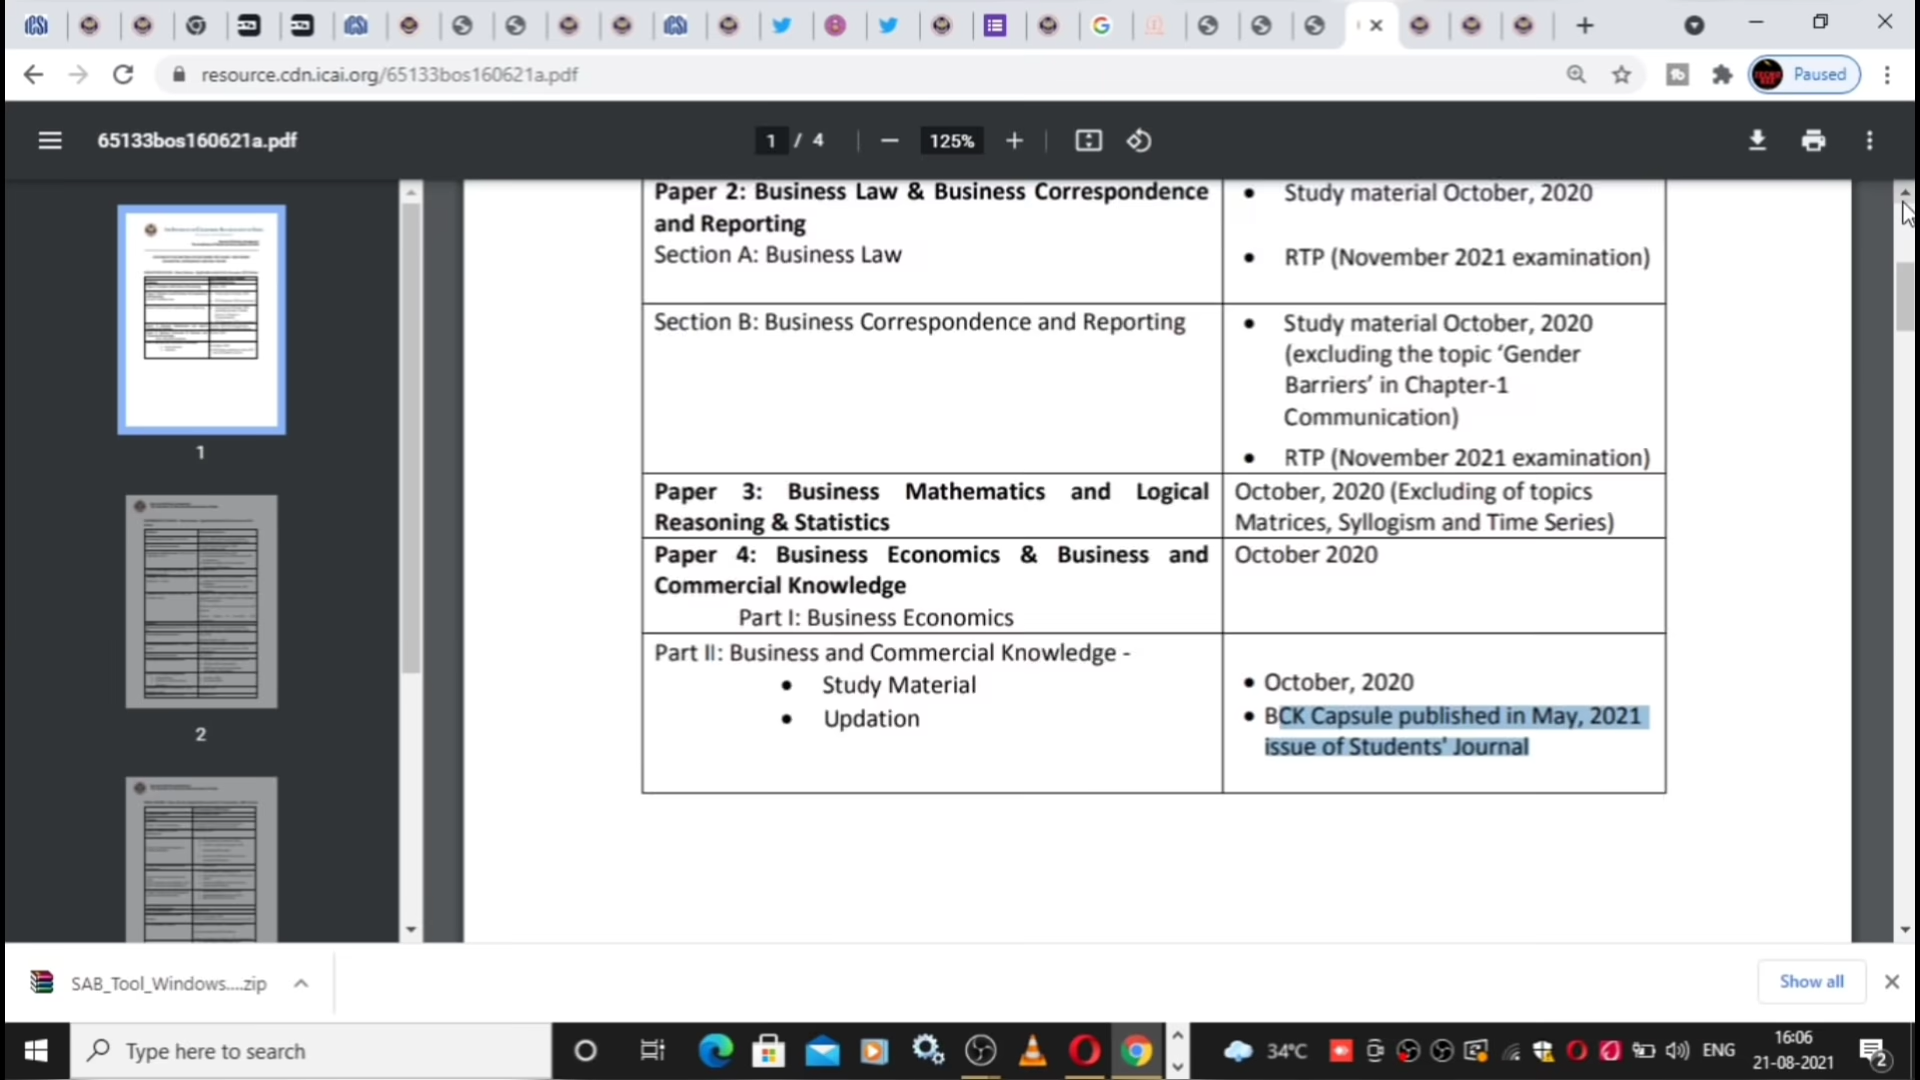 resource.cdn.icai.org/65133bos160621a.pdf
Paused
65133bos160621a.pdf
1 / 4
125%
Paper 2: Business Law & Business Correspondence
and Reporting
Section A: Business Law
• Study material October, 2020
• RTP (November 2021 examination)
Section B: Business Correspondence and Reporting
• Study material October, 2020
(excluding the topic ‘Gender
Barriers’ in Chapter-1
Communication)
• RTP (November 2021 examination)
Paper 3: Business Mathematics and Logical
Reasoning & Statistics
October, 2020 (Excluding of topics
Matrices, Syllogism and Time Series)
Paper 4: Business Economics & Business and
Commercial Knowledge
Part I: Business Economics
October 2020
Part II: Business and Commercial Knowledge -
• Study Material
• Updation
• October, 2020
• BCK Capsule published in May, 2021
issue of Students’ Journal
1
2
SAB_Tool_Windows....zip
Show all
Type here to search
34°C
ENG
16:06
21-08-2021
2